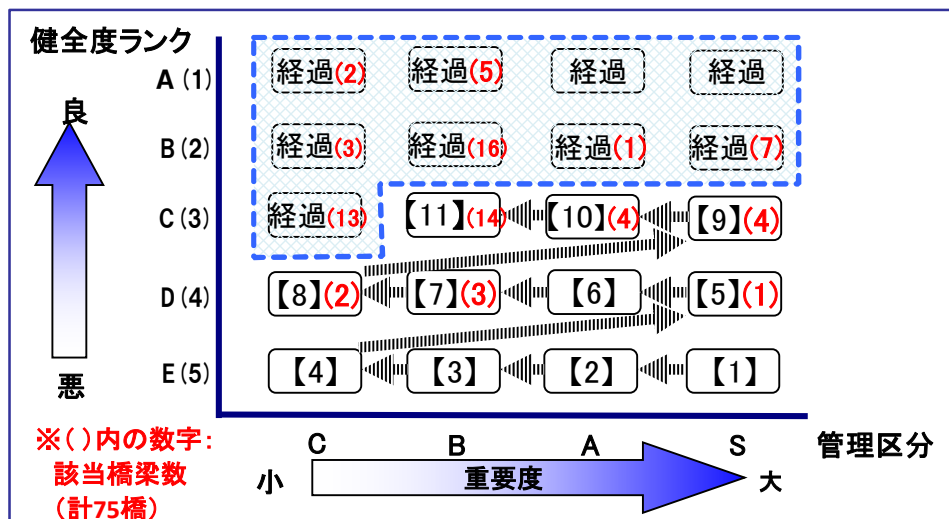 健全度ランク
A(1) 経過(2) 経過(5) 経過 経過
良
B(2) 経過(3) 経過(16) 経過(1) 経過(7)
C(3) 経過(13) 【11】(14) 【10】(4) 【9】(4)
D(4) 【8】(2) 【7】(3) 【6】 【5】(1)
E(5) 【4】 【3】 【2】 【1】
悪
※( )内の数字:
該当橋梁数
(計75橋)
C B A S 管理区分
小 重要度 大